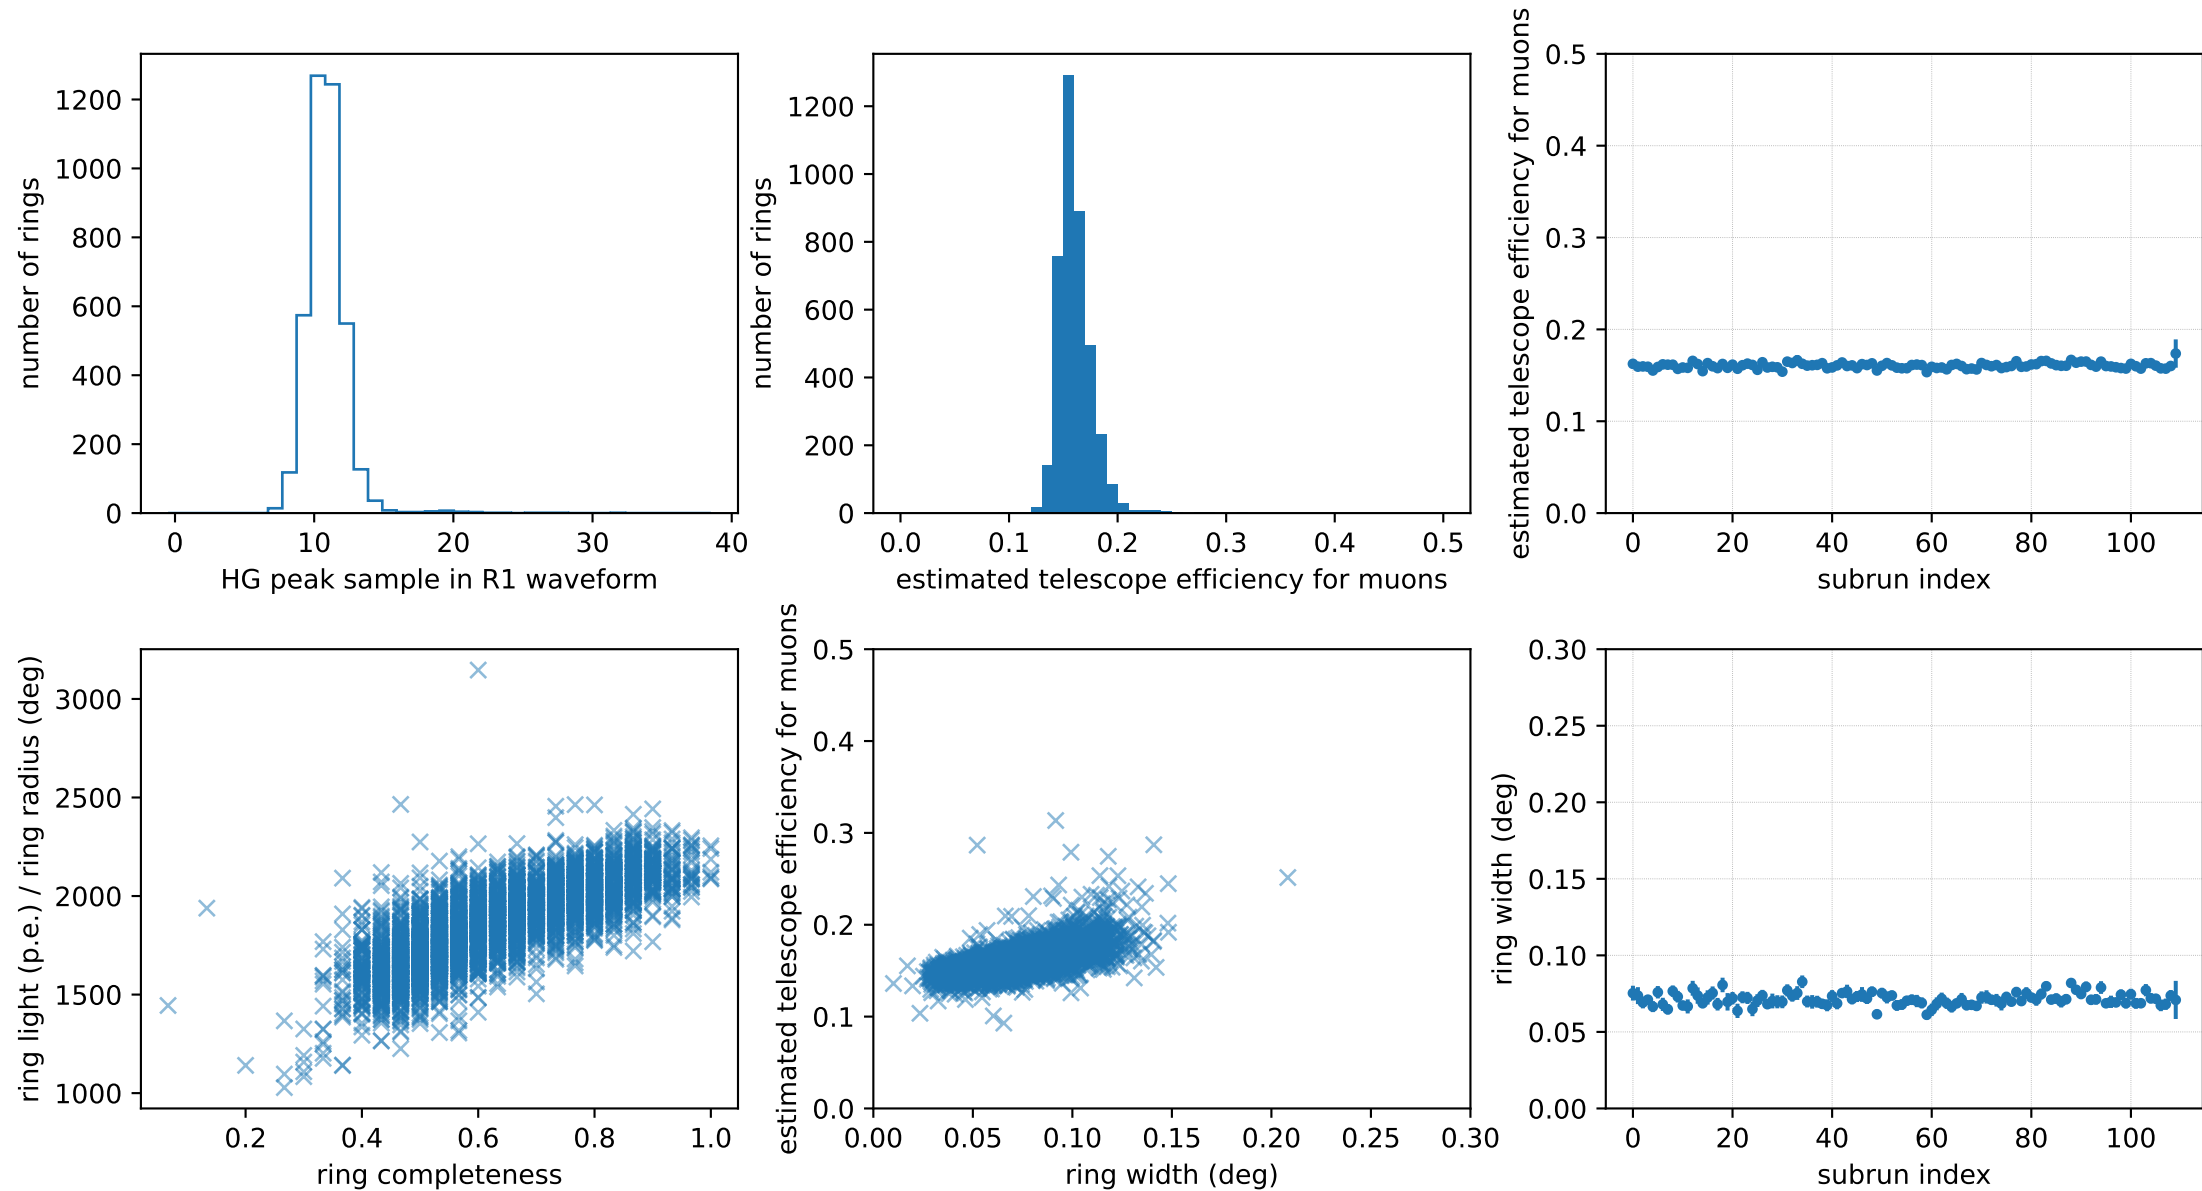 number of rings
1200
1000
800
600
400
200
0
0 10 20 30 40
HG peak sample in R1 waveform
number of rings
1200
1000
800
600
400
200
0
0.0 0.1 0.2 0.3 0.4 0.5
estimated telescope efficiency for muons
estimated telescope efficiency for muons
0.5
0.4
0.3
0.2
0.1
0.0
0 20 40 60 80 100
subrun index
ring light (p.e.) / ring radius (deg)
3000
2500
2000
1500
1000
0.2 0.4 0.6 0.8 1.0
ring completeness
estimated telescope efficiency for muons
0.5
0.4
0.3
0.2
0.1
0.0
0.00 0.05 0.10 0.15 0.20 0.25 0.30
ring width (deg)
ring width (deg)
0.30
0.25
0.20
0.15
0.10
0.05
0.00
0 20 40 60 80 100
subrun index